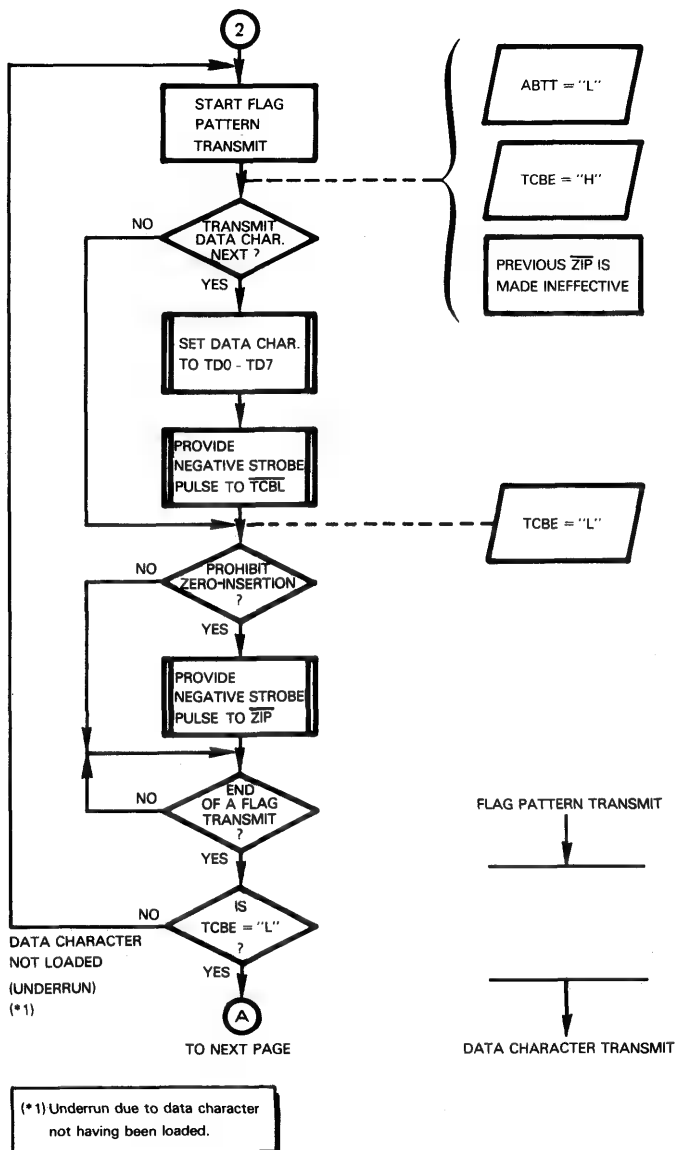 2
START FLAG
PATTERN
TRANSMIT
ABTT = "L"
TCBE = "H"
PREVIOUS ZIP IS
MADE INEFFECTIVE
NO
TRANSMIT
DATA CHAR.
NEXT ?
YES
SET DATA CHAR.
TO TD0 - TD7
PROVIDE
NEGATIVE STROBE
PULSE TO TCBL
TCBE = "L"
NO
PROHIBIT
ZERO-INSERTION
?
YES
PROVIDE
NEGATIVE STROBE
PULSE TO ZIP
NO
END
OF A FLAG
TRANSMIT
?
YES
FLAG PATTERN TRANSMIT
NO
IS
TCBE = "L"
?
YES
DATA CHARACTER
NOT LOADED
(UNDERRUN)
(*1)
A
TO NEXT PAGE
DATA CHARACTER TRANSMIT
(*1) Underrun due to data character
not having been loaded.